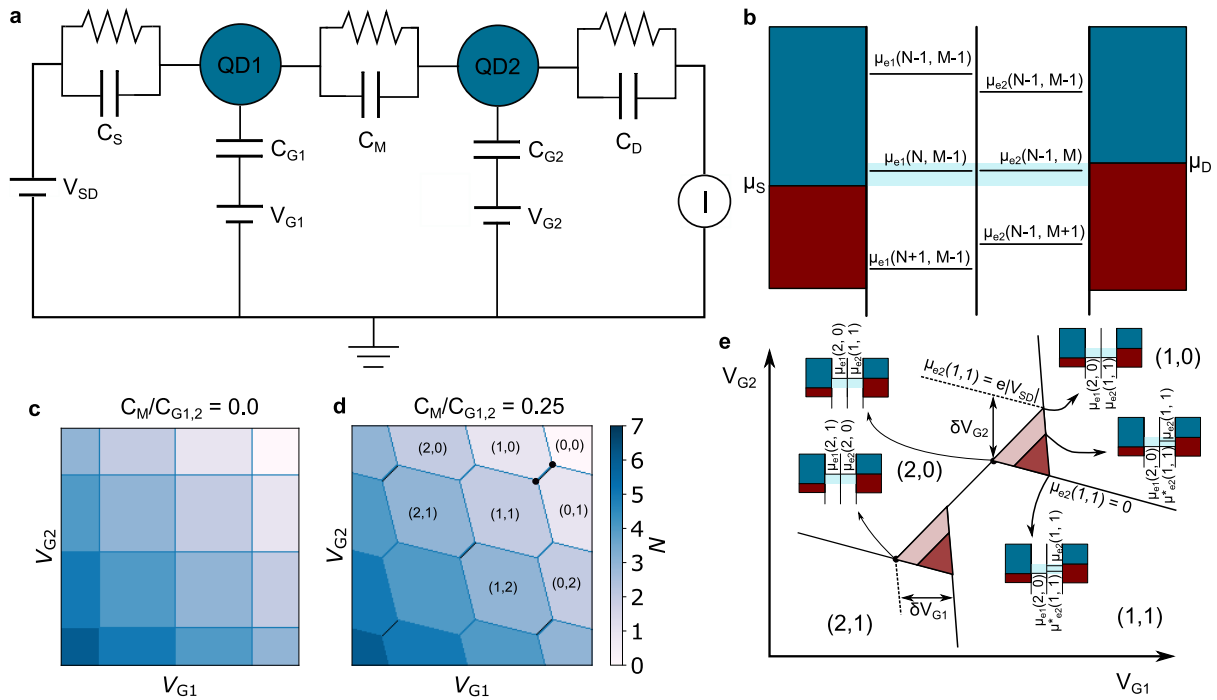 a
QD1
QD2
C_S
C_M
C_D
C_G1
C_G2
V_SD
V_G1
V_G2
I
b
μ_e1(N-1, M-1)
μ_e2(N-1, M-1)
μ_e1(N, M-1)
μ_e2(N-1, M)
μ_S
μ_D
μ_e2(N-1, M+1)
μ_e1(N+1, M-1)
c
C_M/C_G1,2 = 0.0
V_G2
V_G1
d
C_M/C_G1,2 = 0.25
(2,0)
(1,0)
(0,0)
(2,1)
(1,1)
(0,1)
(1,2)
(0,2)
V_G2
V_G1
7
6
5
4
3
2
1
0
N
e
V_G2
μ_e1(2, 0)
μ_e2(1, 1)
μ_e2(1,1) = e|V_SD|
μ_e1(2, 0)
μ_e2(1, 1)
(1,0)
δV_G2
μ_e1(2, 1)
μ_e2(2, 0)
(2,0)
μ_e1(2, 0)
μ*_e2(1, 1)
μ_e2(1, 1)
μ_e2(1,1) = 0
μ_e1(2, 0)
μ*_e2(1, 1)
μ_e2(1, 1)
δV_G1
(2,1)
(1,1)
V_G1